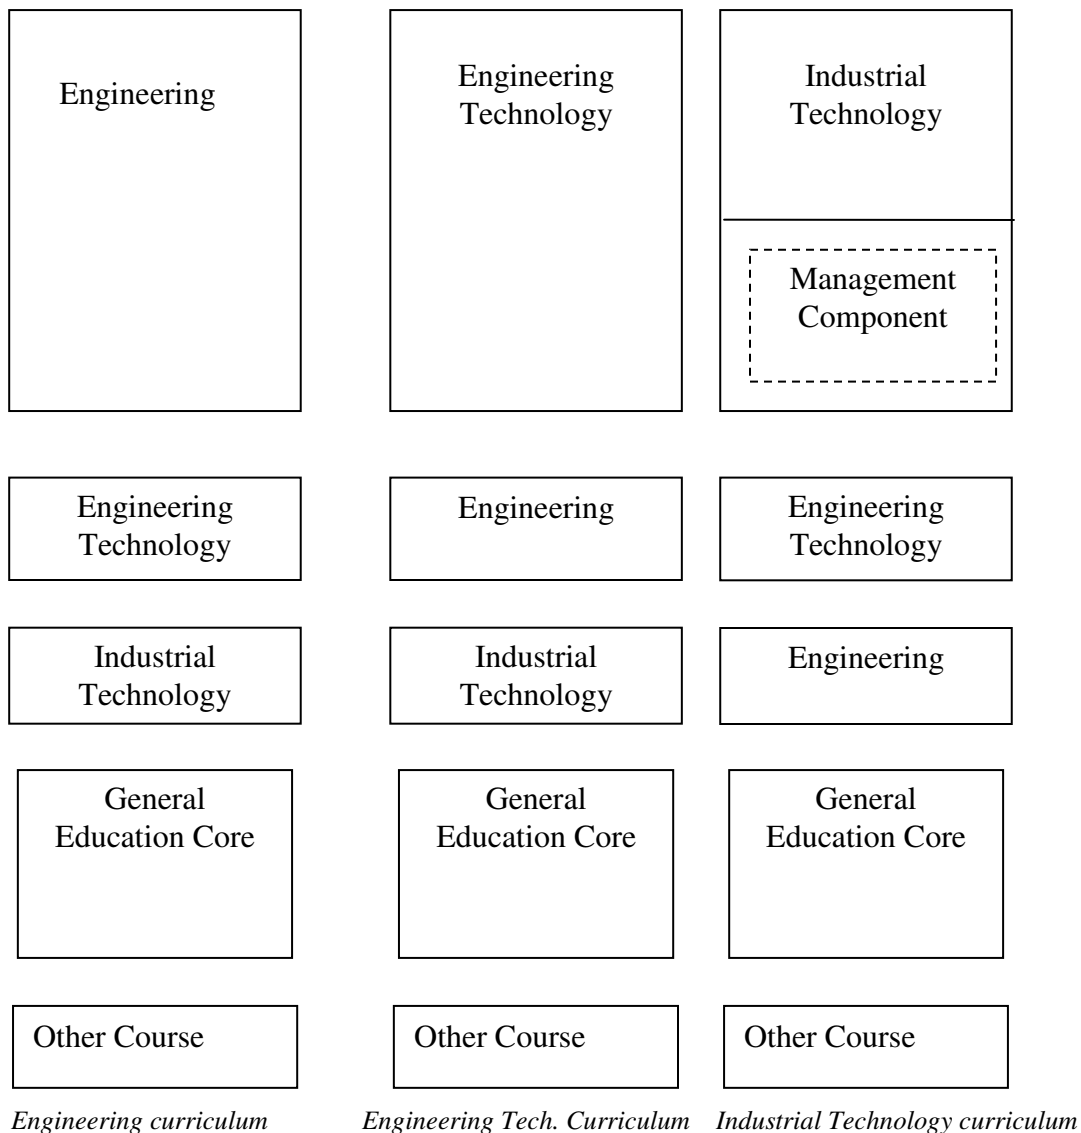 Engineering
Engineering
Technology
Industrial
Technology
Management
Component
Engineering
Technology
Engineering
Engineering
Technology
Industrial
Technology
Industrial
Technology
Engineering
General
Education Core
General
Education Core
General
Education Core
Other Course
Other Course
Other Course
Engineering curriculum
Engineering Tech. Curriculum
Industrial Technology curriculum